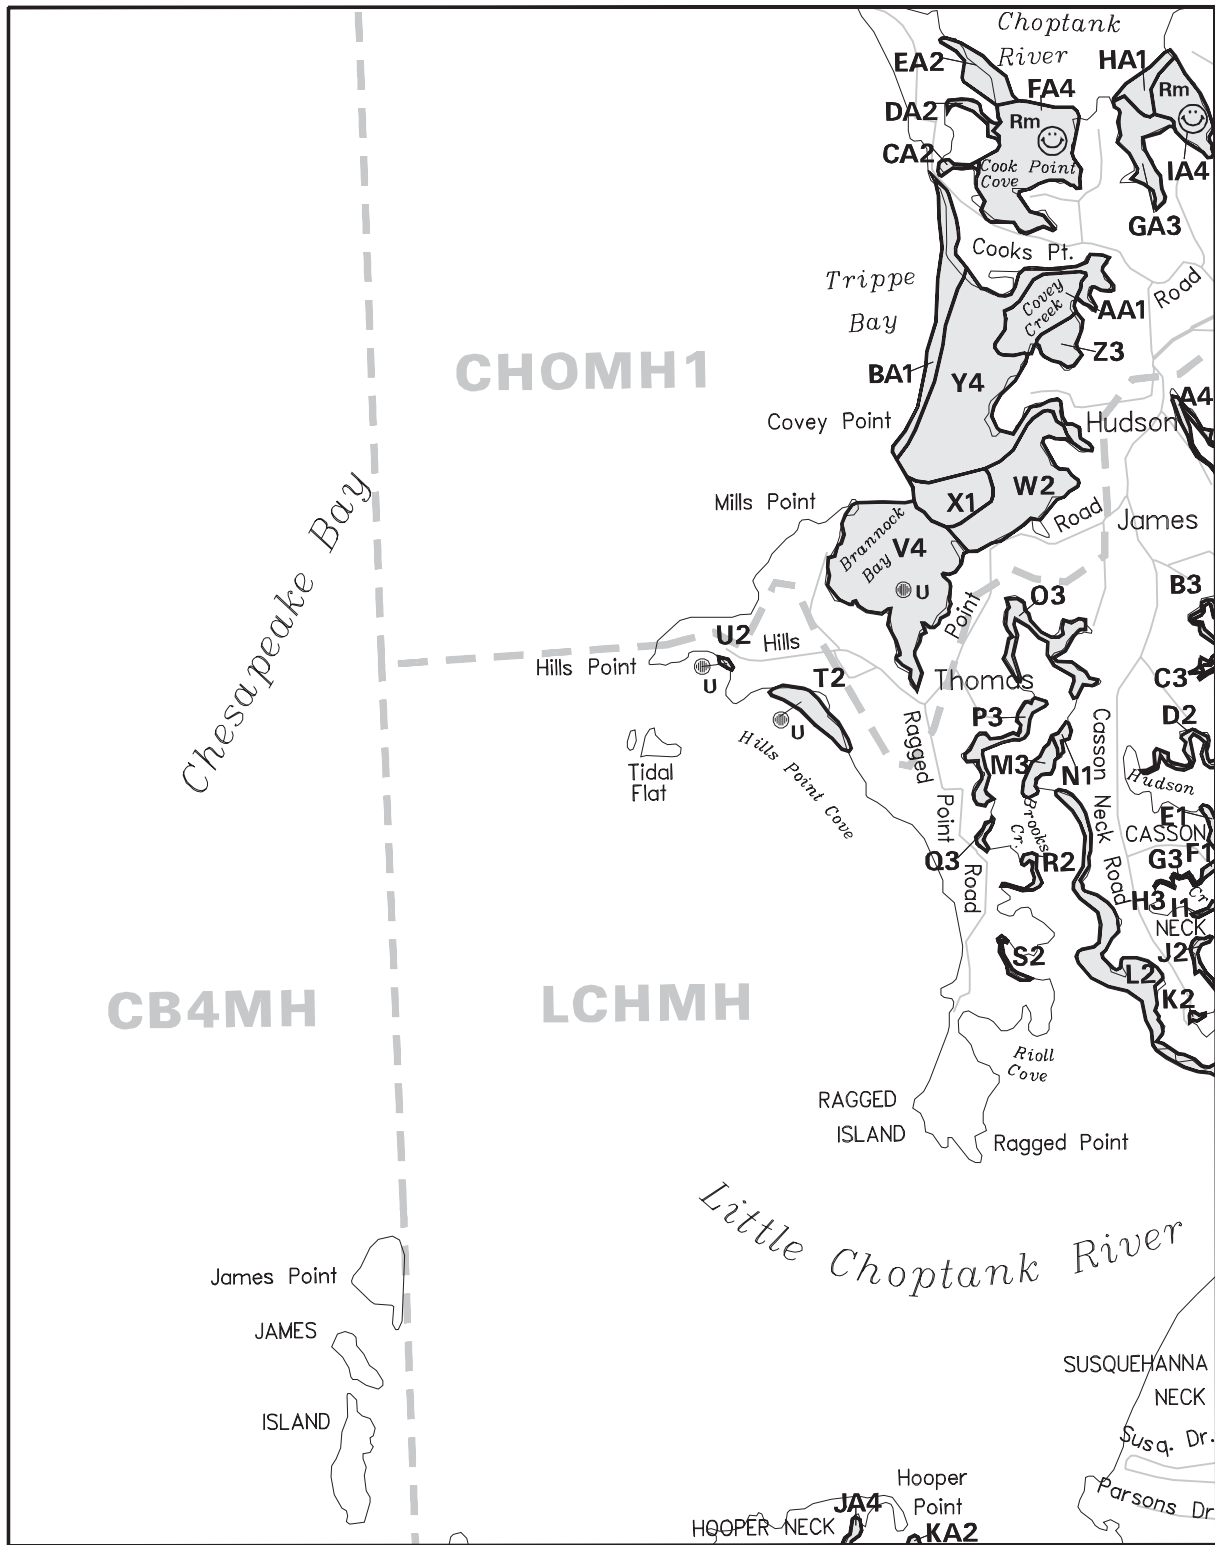 Choptank
River
EA2
HA1
FA4
Rm
DA2
Rm
CA2
Cook Point
Cove
IA4
GA3
Cooks Pt.
Trippe
Bay
Covey
Creek
Road
AA1
Z3
BA1
Y4
CHOMH1
A4
Covey Point
Hudson
Chesapeake Bay
Mills Point
X1
W2
Road
James
Brannock
Bay
V4
U
B3
O3
Point
U2
Hills
Hills Point
U
T2
Thomas
C3
U
P3
D2
Ragged
Point
Road
Casson Neck Road
Hills Point Cove
Tidal
Flat
M3
N1
Hudson
Brooks
Cr.
E1
CASSON
F1
Q3
R2
G3
H3
I1
Cr
NECK
S2
J2
L2
K2
CB4MH
LCHMH
Rioll
Cove
RAGGED
ISLAND
Ragged Point
Little Choptank River
James Point
JAMES
ISLAND
SUSQUEHANNA
NECK
Susq. Dr.
Hooper
Point
Parsons Dr
JA4
HOOPER NECK
KA2